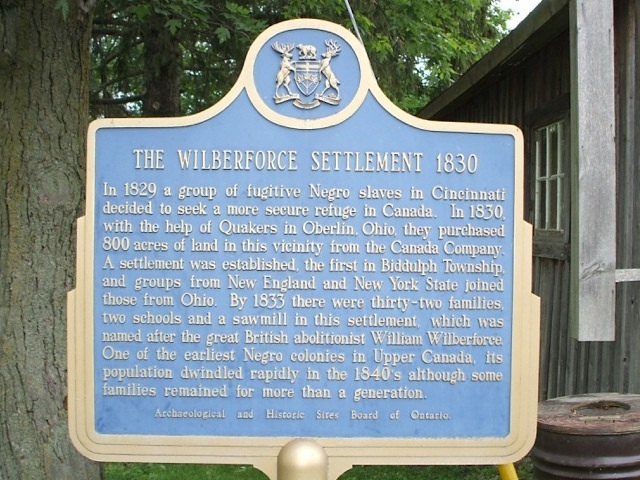 THE WILBERFORCE SETTLEMENT 1830
In 1829 a group of fugitive Negro slaves in Cincinnati
decided to seek a more secure refuge in Canada. In 1830,
with the help of Quakers in Oberlin, Ohio, they purchased
800 acres of land in this vicinity from the Canada Company.
A settlement was established, the first in Biddulph Township,
and groups from New England and New York State joined
those from Ohio. By 1833 there were thirty-two families,
two schools and a sawmill in this settlement, which was
named after the great British abolitionist William Wilberforce.
One of the earliest Negro colonies in Upper Canada, its
population dwindled rapidly in the 1840's although some
families remained for more than a generation.
Archaeological and Historic Sites Board of Ontario.